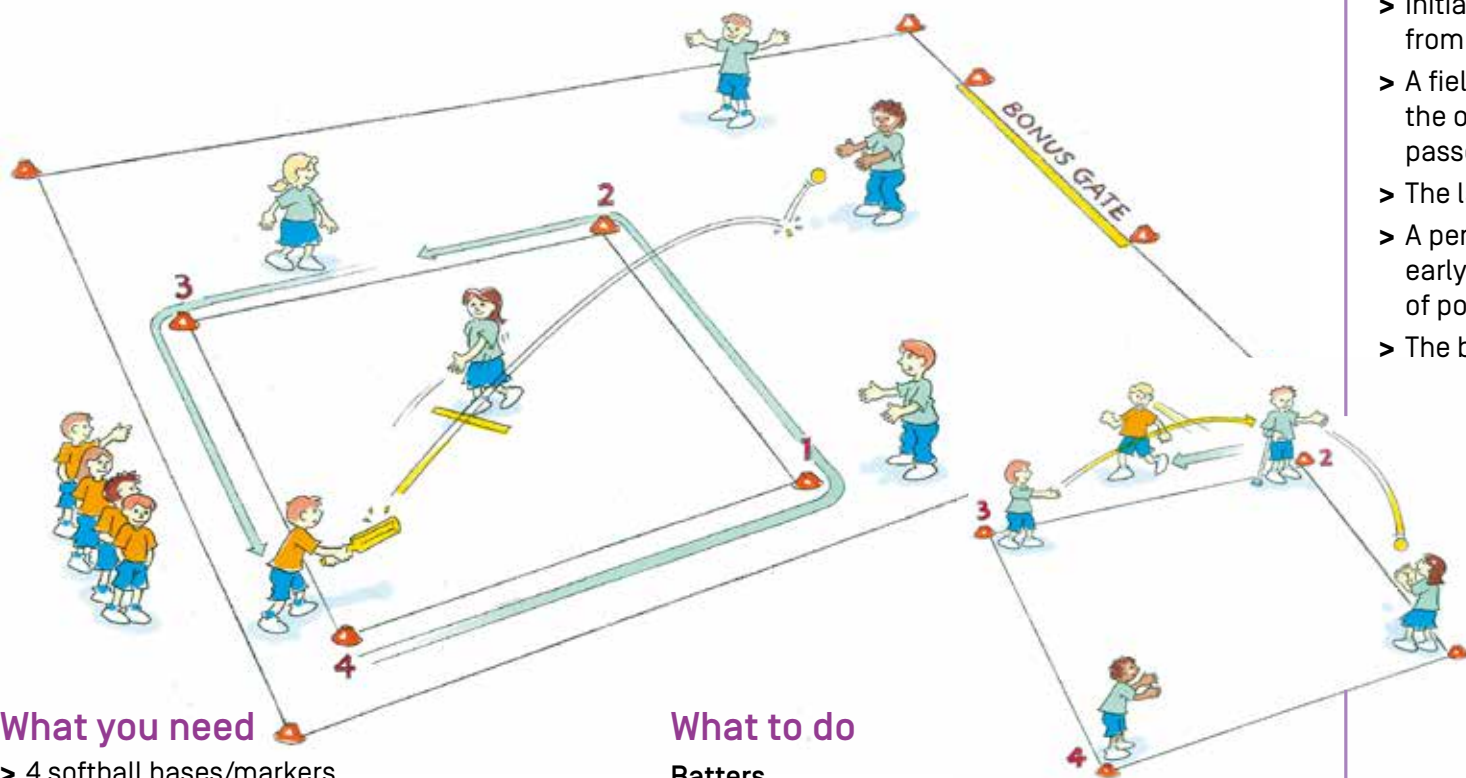 BONUS GATE
2
3
1
4
2
3
4
What you need
> 4 softball bases/markers
What to do
Batters
> Initia
from
> A fiel
the o
passe
> The l
> A per
early
of po
> The b